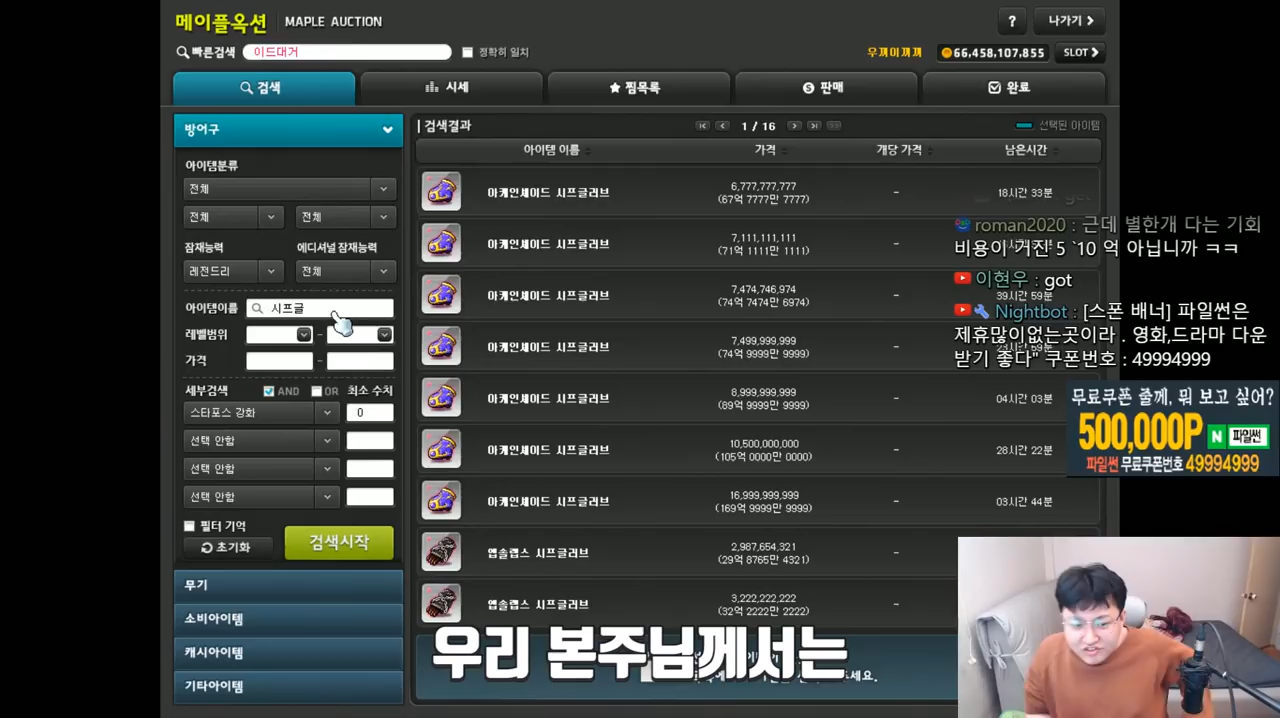 메이플옥션 MAPLE AUCTION
? 나가기 >
빠른검색 이드대거 정확히 일치
우끼이끼끼 66,458,107,855 SLOT >
검색 시세 찜목록 판매 완료
방어구
아이템분류
전체
전체 전체
잠재능력 에디셔널 잠재능력
레전드리 전체
아이템이름 시프글
레벨범위 -
가격 -
세부검색 AND OR 최소 수치
스타포스 강화 0
선택 안함
선택 안함
선택 안함
필터 기억
초기화 검색시작
무기
소비아이템
캐시아이템
기타아이템
검색결과 1 / 16 선택된 아이템
아이템 이름 가격 개당 가격 남은시간
아케인셰이드 시프글러브 6,777,777,777 (67억 7777만 7777) - 18시간 33분
아케인셰이드 시프글러브 7,111,111,111 (71억 1111만 1111) -
아케인셰이드 시프글러브 7,474,746,974 (74억 7474만 6974) - 39시간 59분
아케인셰이드 시프글러브 7,499,999,999 (74억 9999만 9999) -
아케인셰이드 시프글러브 8,999,999,999 (89억 9999만 9999) - 04시간 03분
아케인셰이드 시프글러브 10,500,000,000 (105억 0000만 0000) - 28시간 22분
아케인셰이드 시프글러브 16,999,999,999 (169억 9999만 9999) - 03시간 44분
앱솔랩스 시프글러브 2,987,654,321 (29억 8765만 4321) -
앱솔랩스 시프글러브 3,222,222,222 (32억 2222만 2222) -
roman2020 : 근데 별한개 다는 기회
비용이 거진 5 `10 억 아닙니까 ㅋㅋ
이현우 : got
Nightbot : [스폰 배너] 파일썬은
제휴많이없는곳이라 . 영화,드라마 다운
받기 좋다" 쿠폰번호 : 49994999
무료쿠폰 줄께, 뭐 보고 싶어?
500,000P N 파일썬
파일썬 무료쿠폰번호 49994999
우리 본주님께서는
세요.